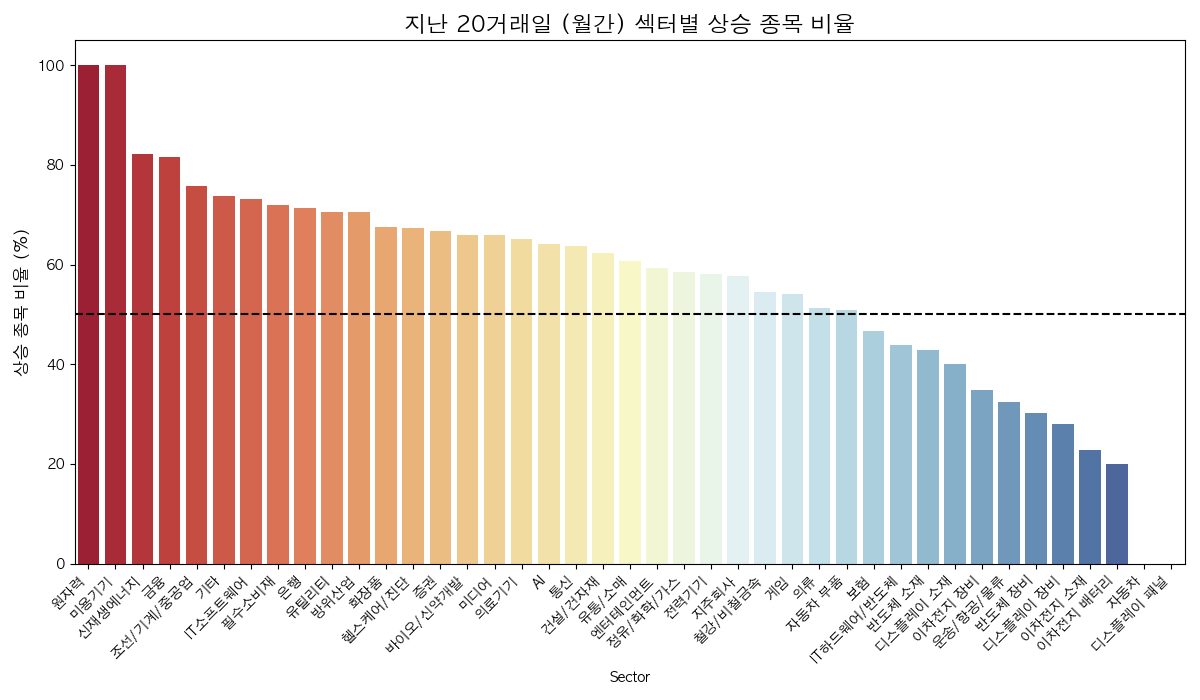 지난 20거래일 (월간) 섹터별 상승 종목 비율
상승 종목 비율 (%)
100
80
60
40
20
0
원자력
미용기기
신재생에너지
금융
조선/기계/중공업
기타
IT소프트웨어
필수소비재
은행
유틸리티
방위산업
화장품
헬스케어/진단
증권
바이오/신약개발
미디어
의료기기
AI
통신
건설/건자재
유통/소매
엔터테인먼트
정유/화학/가스
전력기기
지주회사
철강/비철금속
게임
의류
자동차 부품
보험
IT하드웨어/반도체
반도체 소재
디스플레이 소재
이차전지 장비
운송/항공/물류
반도체 장비
디스플레이 장비
이차전지 소재
이차전지 배터리
자동차
디스플레이 패널
Sector